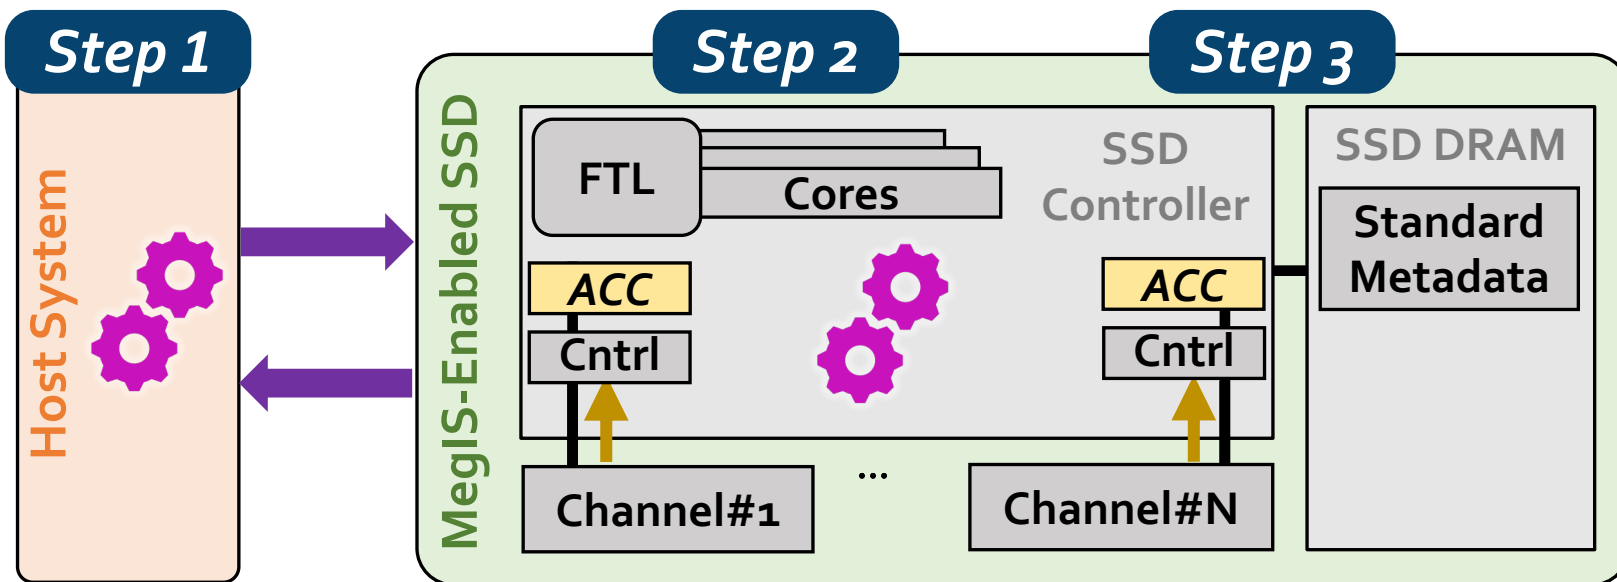 Step 1
Step 2
Step 3
Host System
MegIS-Enabled SSD
FTL
Cores
SSD
Controller
SSD DRAM
Standard
Metadata
ACC
Cntrl
ACC
Cntrl
Channel#1
...
Channel#N